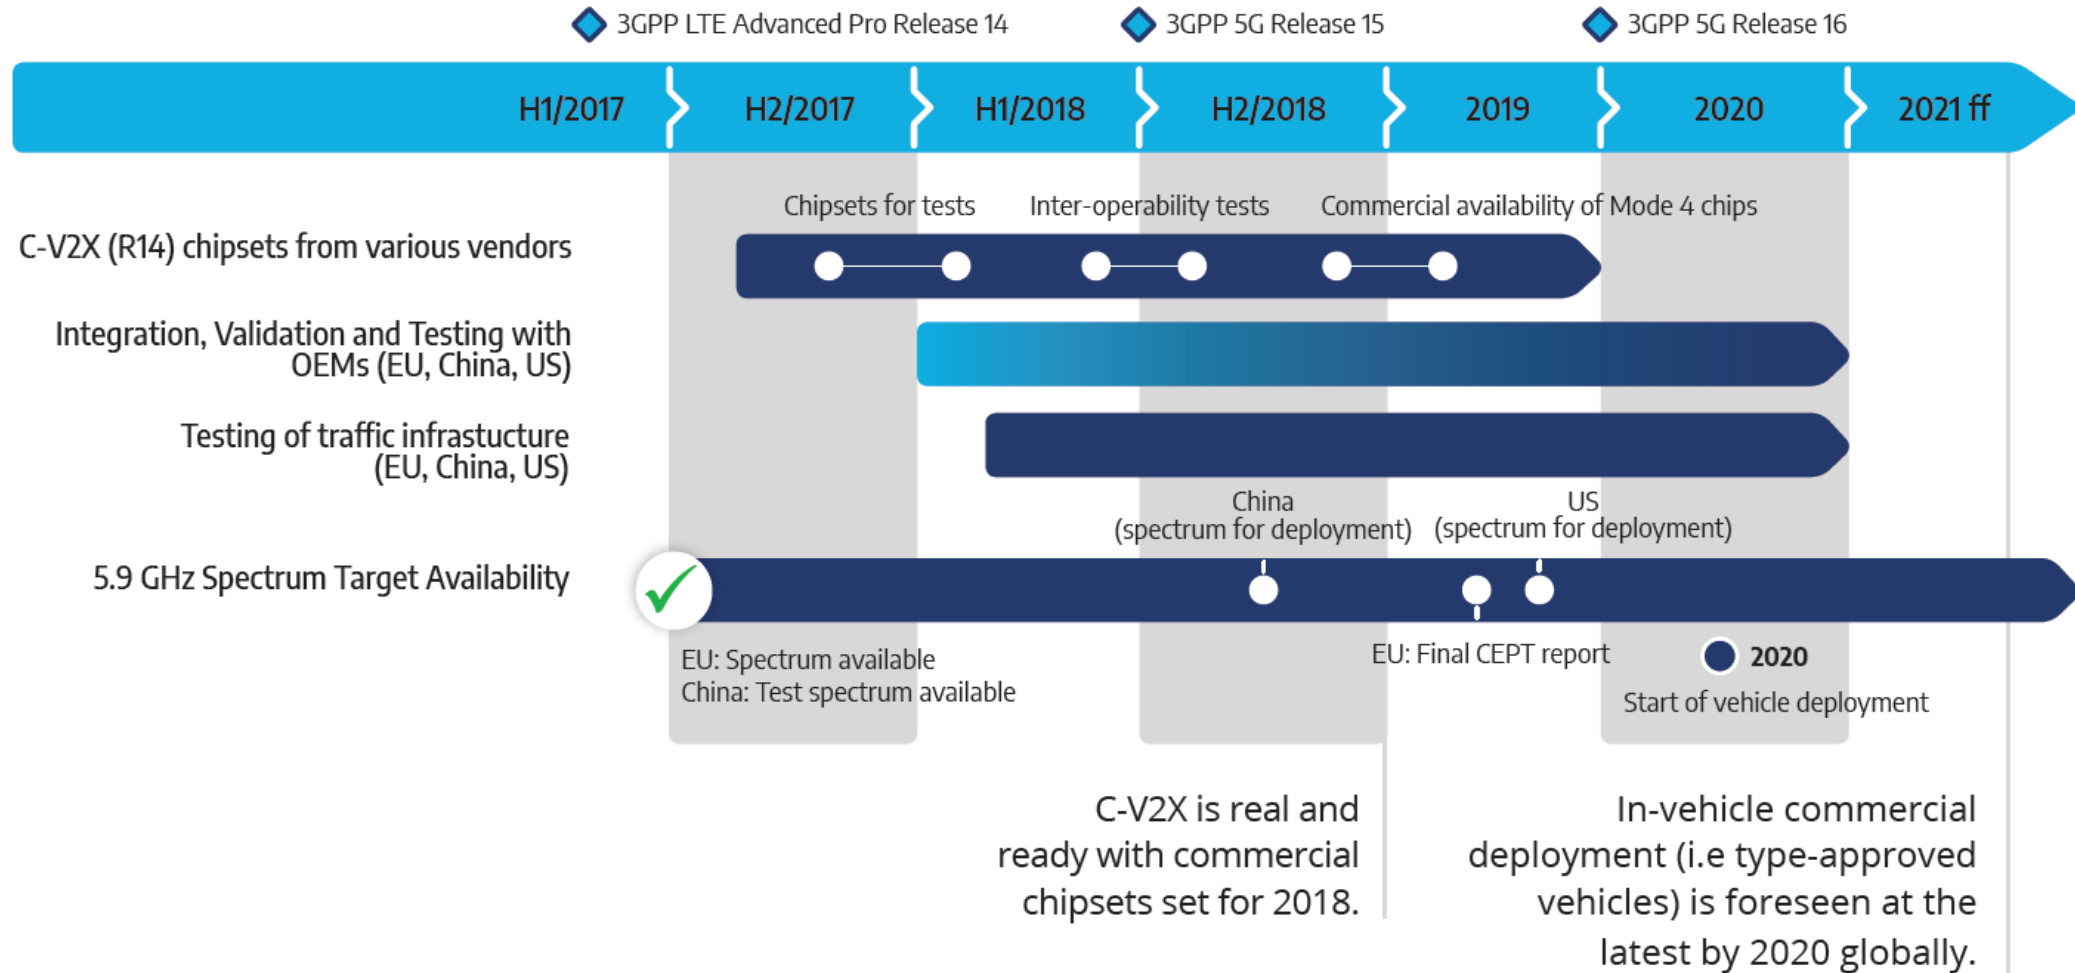 3GPP LTE Advanced Pro Release 14
3GPP 5G Release 15
3GPP 5G Release 16
H1/2017
H2/2017
H1/2018
H2/2018
2019
2020
2021 ff
Chipsets for tests
Inter-operability tests
Commercial availability of Mode 4 chips
C-V2X (R14) chipsets from various vendors
Integration, Validation and Testing with
OEMs (EU, China, US)
Testing of traffic infrastucture
(EU, China, US)
China
(spectrum for deployment)
US
(spectrum for deployment)
5.9 GHz Spectrum Target Availability
EU: Spectrum available
China: Test spectrum available
EU: Final CEPT report
2020
Start of vehicle deployment
C-V2X is real and
ready with commercial
chipsets set for 2018.
In-vehicle commercial
deployment (i.e type-approved
vehicles) is foreseen at the
latest by 2020 globally.